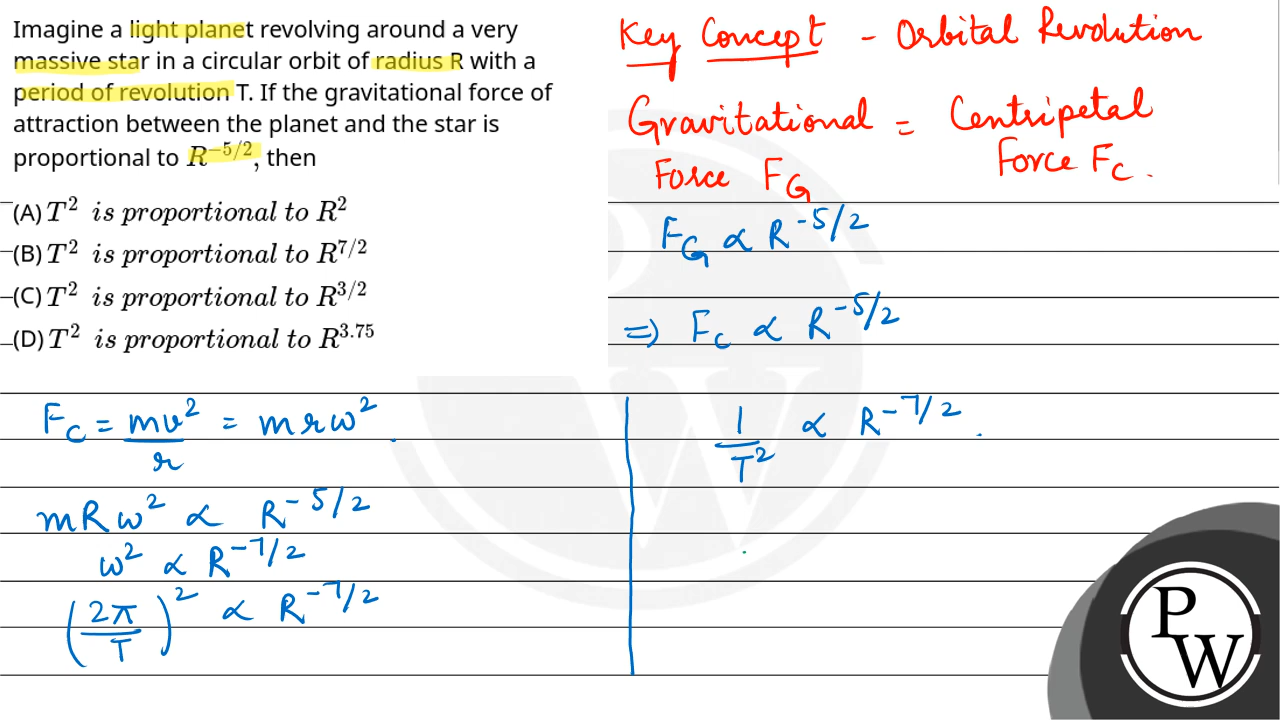 Imagine a light planet revolving around a very
massive star in a circular orbit of radius R with a
period of revolution T. If the gravitational force of
attraction between the planet and the star is
proportional to R^{-5/2}, then
(A) T^2 is proportional to R^2
(B) T^2 is proportional to R^{7/2}
(C) T^2 is proportional to R^{3/2}
(D) T^2 is proportional to R^{3.75}
Key Concept - Orbital Revolution
Gravitational = Centripetal
Force F_G Force F_C.
F_G ∝ R^{-5/2}
⇒ F_C ∝ R^{-5/2}
F_C = mv^2/r = mrω^2.
mRω^2 ∝ R^{-5/2}
ω^2 ∝ R^{-7/2}
(2π/T)^2 ∝ R^{-7/2}
1/T^2 ∝ R^{-7/2}.
P
W